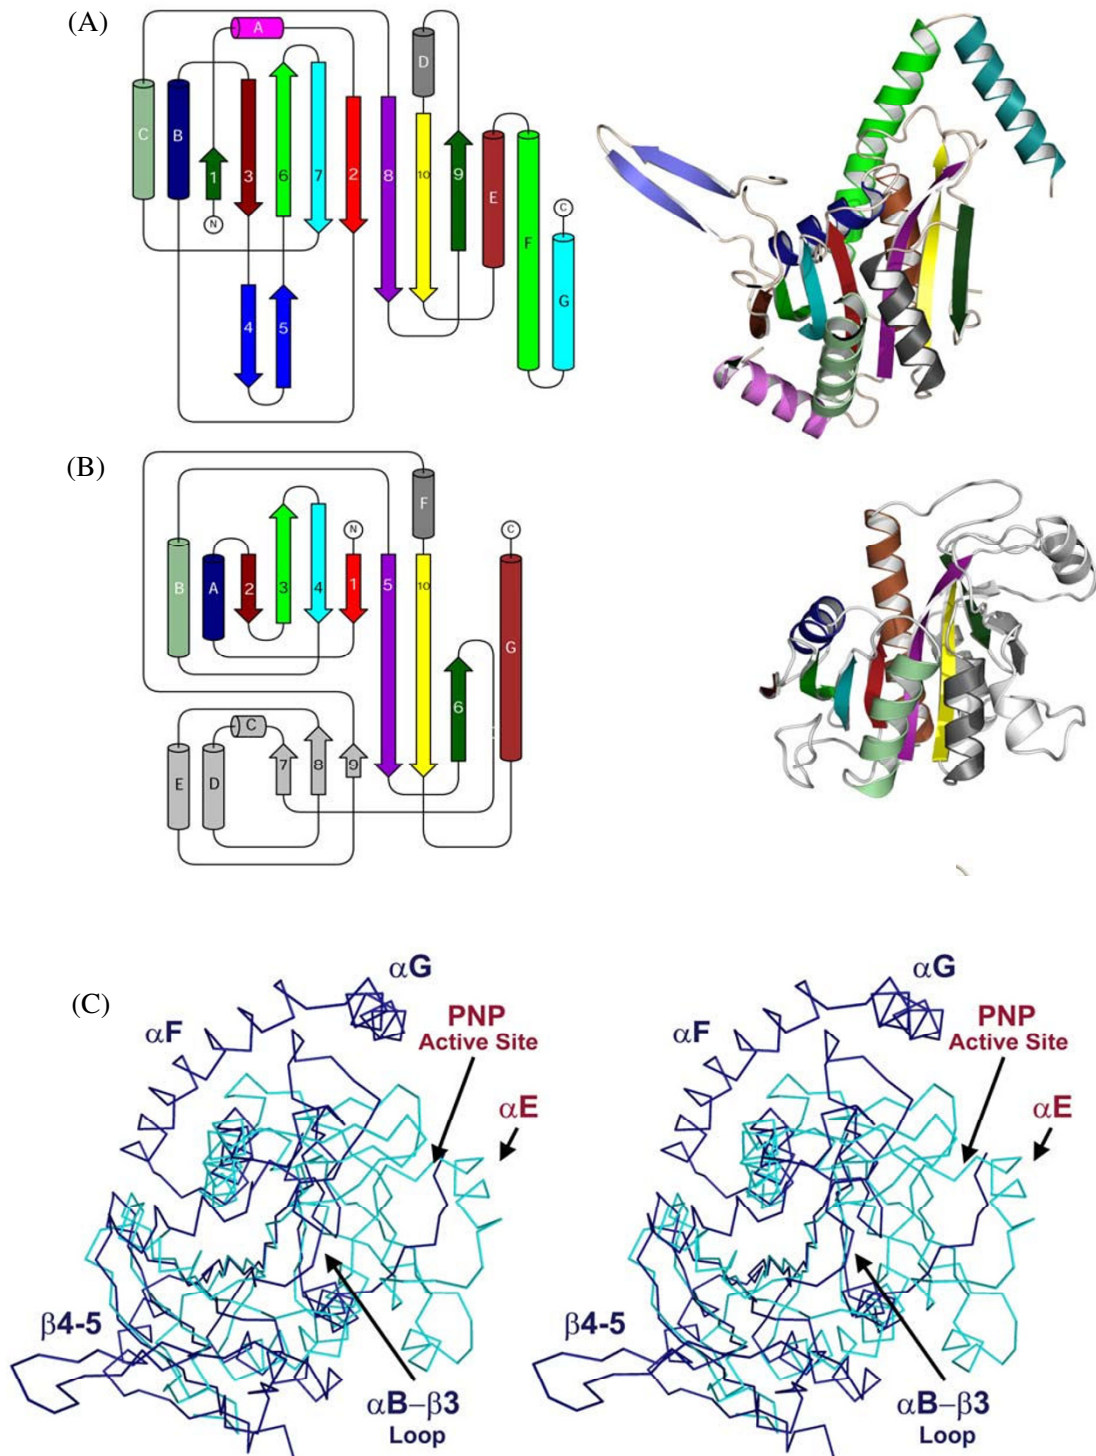 (A)
A
D
C
B
1
3
6
7
2
8
10
9
E
F
G
N
C
4
5
(B)
F
N
C
B
A
2
3
4
1
5
10
6
G
C
E
D
7
8
9
(C)
αG
PNP
Active Site
αF
αE
β4-5
αB–β3
Loop
αG
PNP
Active Site
αF
αE
β4-5
αB–β3
Loop